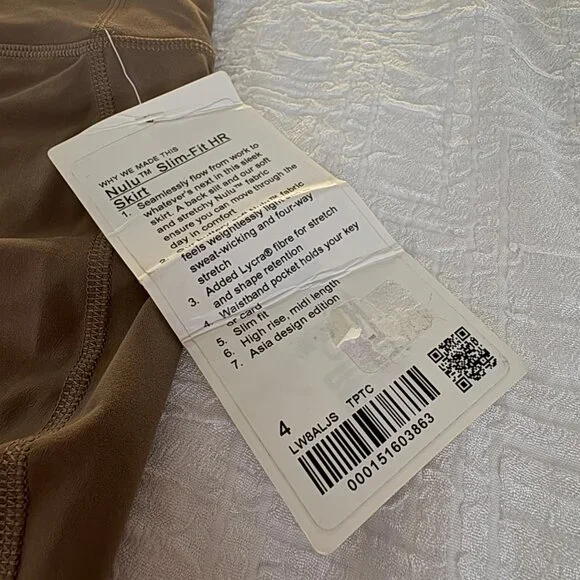 WHY WE MADE THIS
Nulu™ Slim-Fit HR
Skirt
1. Seamlessly flow from work to
whatever's next in this sleek
skirt. A back slit and our soft
and stretchy Nulu™ fabric
ensure you can move through the
day in comfort
2. Nulu™ fabric
feels weightlessly light
sweat-wicking and four-way
stretch
3. Added Lycra® fibre for stretch
and shape retention
4. Waistband pocket holds your key
or card
5. Slim fit
6. High rise, midi length
7. Asia design edition
4
LW8ALJS TPTC
000151603863